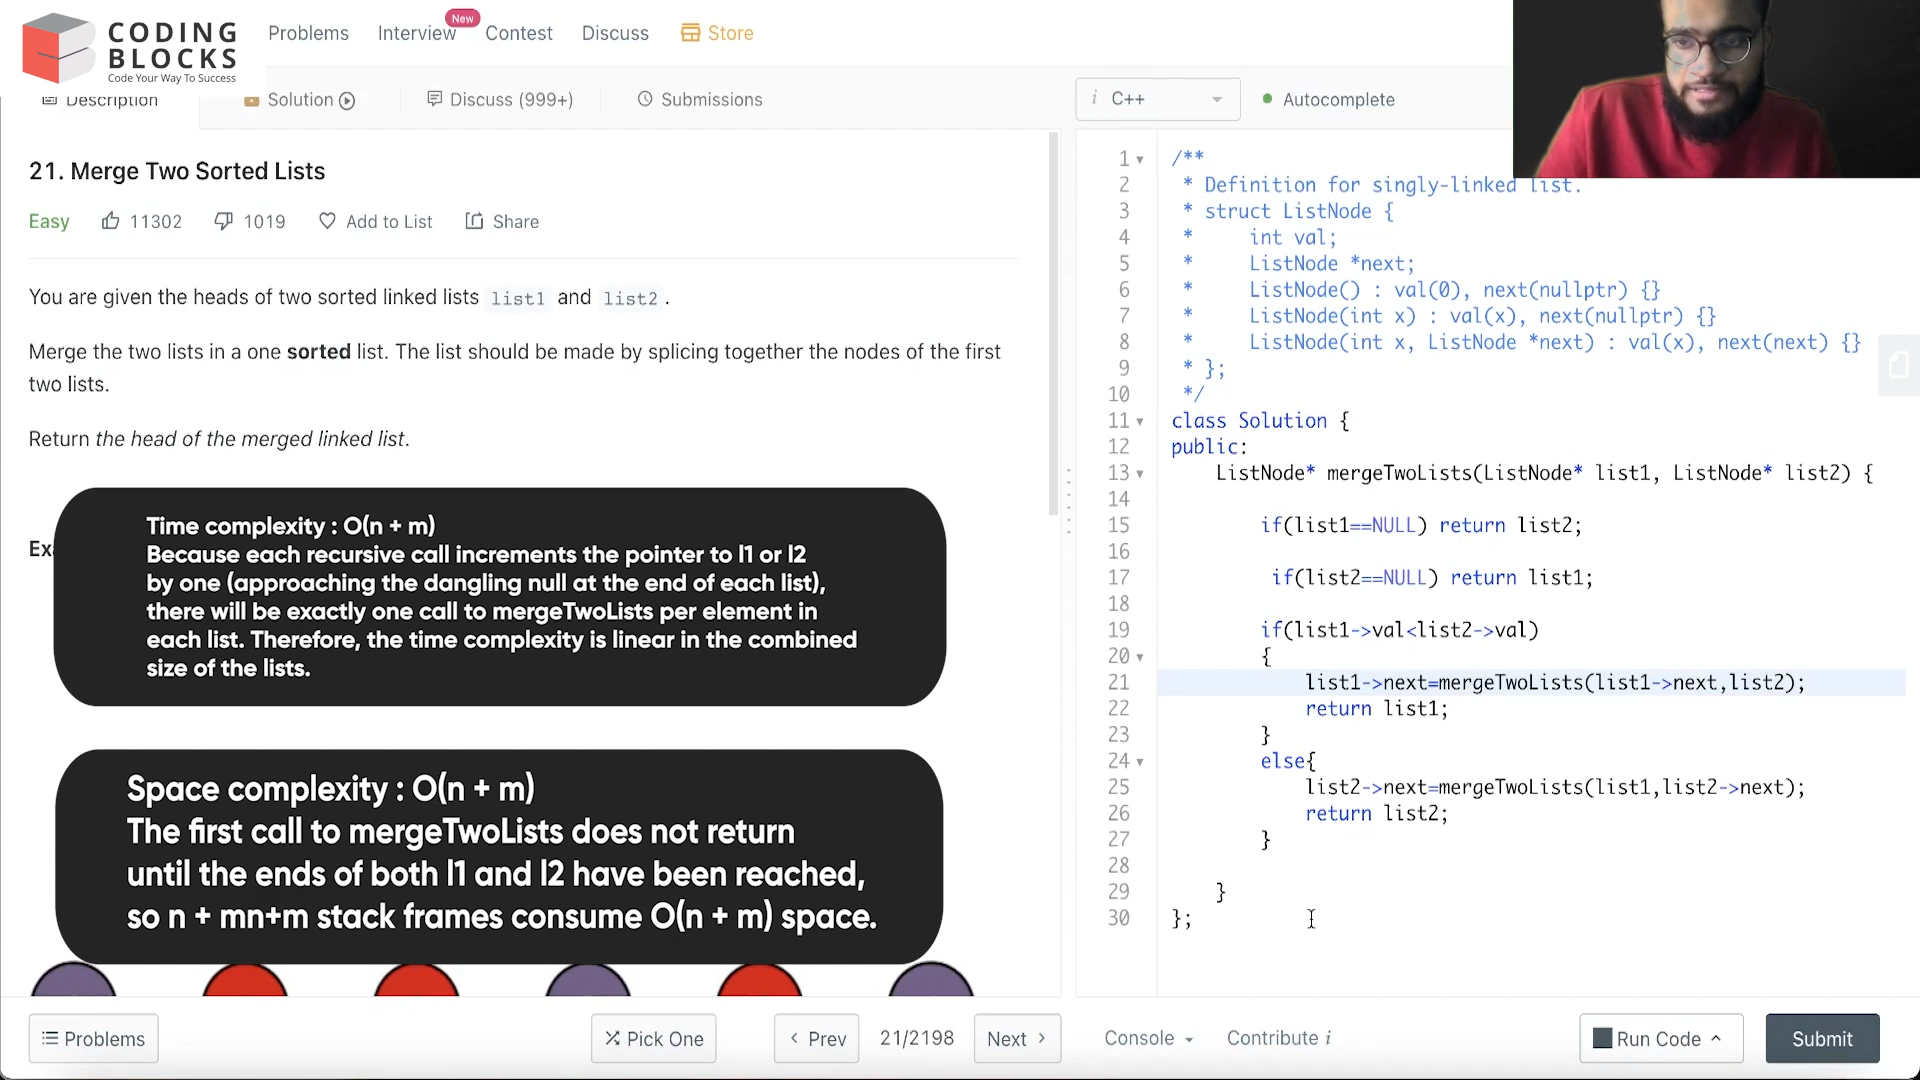 CODING
BLOCKS
Code Your Way To Success
Problems
Interview
New
Contest
Discuss
Store
Description
Solution
Discuss (999+)
Submissions
i C++
Autocomplete
21. Merge Two Sorted Lists
Easy
11302
1019
Add to List
Share
You are given the heads of two sorted linked lists list1 and list2.
Merge the two lists in a one sorted list. The list should be made by splicing together the nodes of the first
two lists.
Return the head of the merged linked list.
Ex
Time complexity : O(n + m)
Because each recursive call increments the pointer to l1 or l2
by one (approaching the dangling null at the end of each list),
there will be exactly one call to mergeTwoLists per element in
each list. Therefore, the time complexity is linear in the combined
size of the lists.
Space complexity : O(n + m)
The first call to mergeTwoLists does not return
until the ends of both l1 and l2 have been reached,
so n + mn+m stack frames consume O(n + m) space.
1 /**
2 * Definition for singly-linked list.
3 * struct ListNode {
4 *     int val;
5 *     ListNode *next;
6 *     ListNode() : val(0), next(nullptr) {}
7 *     ListNode(int x) : val(x), next(nullptr) {}
8 *     ListNode(int x, ListNode *next) : val(x), next(next) {}
9 * };
10 */
11 class Solution {
12 public:
13     ListNode* mergeTwoLists(ListNode* list1, ListNode* list2) {
14
15         if(list1==NULL) return list2;
16
17          if(list2==NULL) return list1;
18
19         if(list1->val<list2->val)
20         {
21             list1->next=mergeTwoLists(list1->next,list2);
22             return list1;
23         }
24         else{
25             list2->next=mergeTwoLists(list1,list2->next);
26             return list2;
27         }
28
29     }
30 };
Problems
Pick One
Prev
21/2198
Next
Console
Contribute i
Run Code
Submit